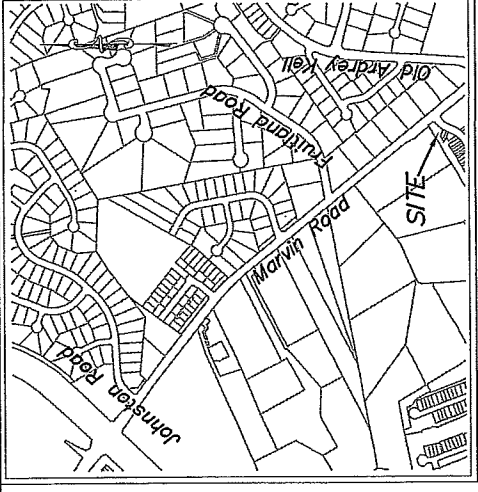 Old Ardrey Kell
Fruitland Road
SITE
Marvin Road
Johnston Road